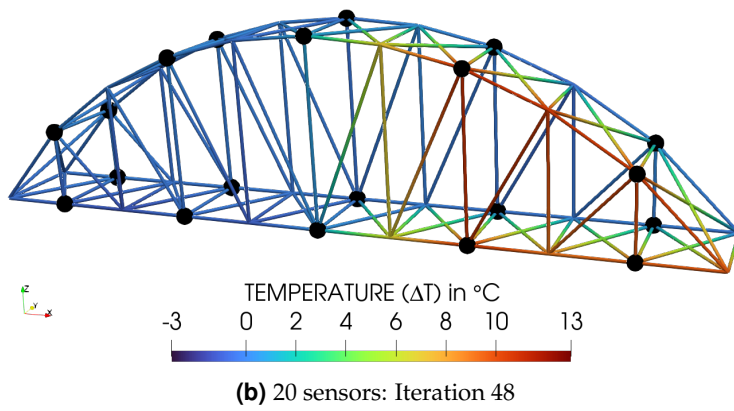 Z
Y
X
TEMPERATURE (ΔT) in °C
-3 0 2 4 6 8 10 13
(b) 20 sensors: Iteration 48